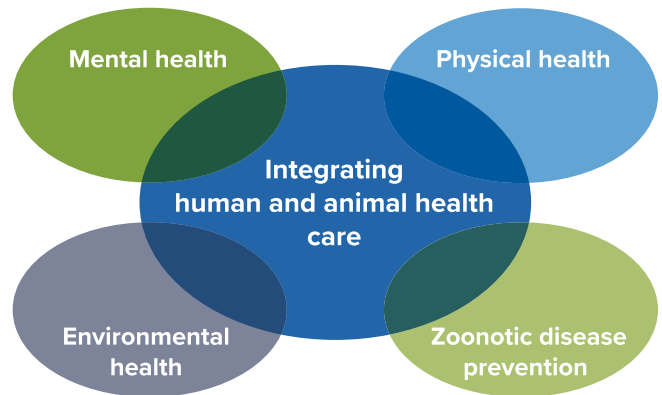 Mental health
Physical health
Integrating
human and animal health
care
Environmental
health
Zoonotic disease
prevention